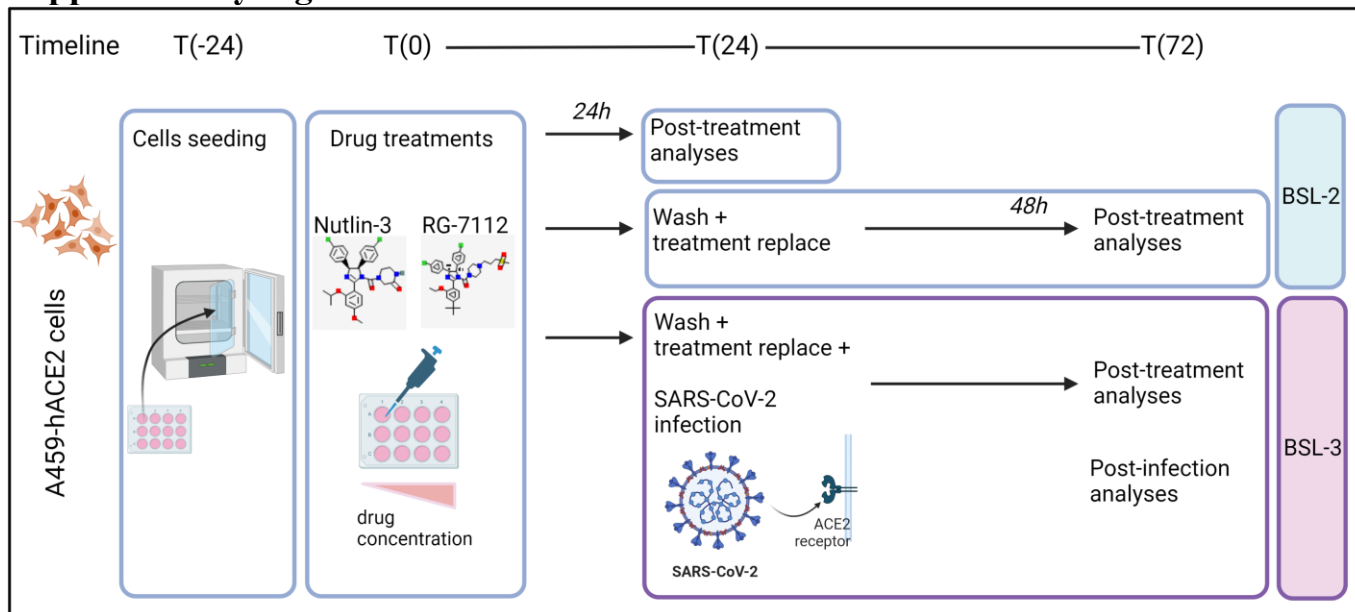 Timeline
T(-24)
T(0)
T(24)
T(72)
A459-hACE2 cells
Cells seeding
Drug treatments
Nutlin-3
RG-7112
drug
concentration
24h
Post-treatment
analyses
Wash +
treatment replace
48h
Post-treatment
analyses
BSL-2
Wash +
treatment replace +
SARS-CoV-2
infection
SARS-CoV-2
ACE2
receptor
Post-treatment
analyses
Post-infection
analyses
BSL-3